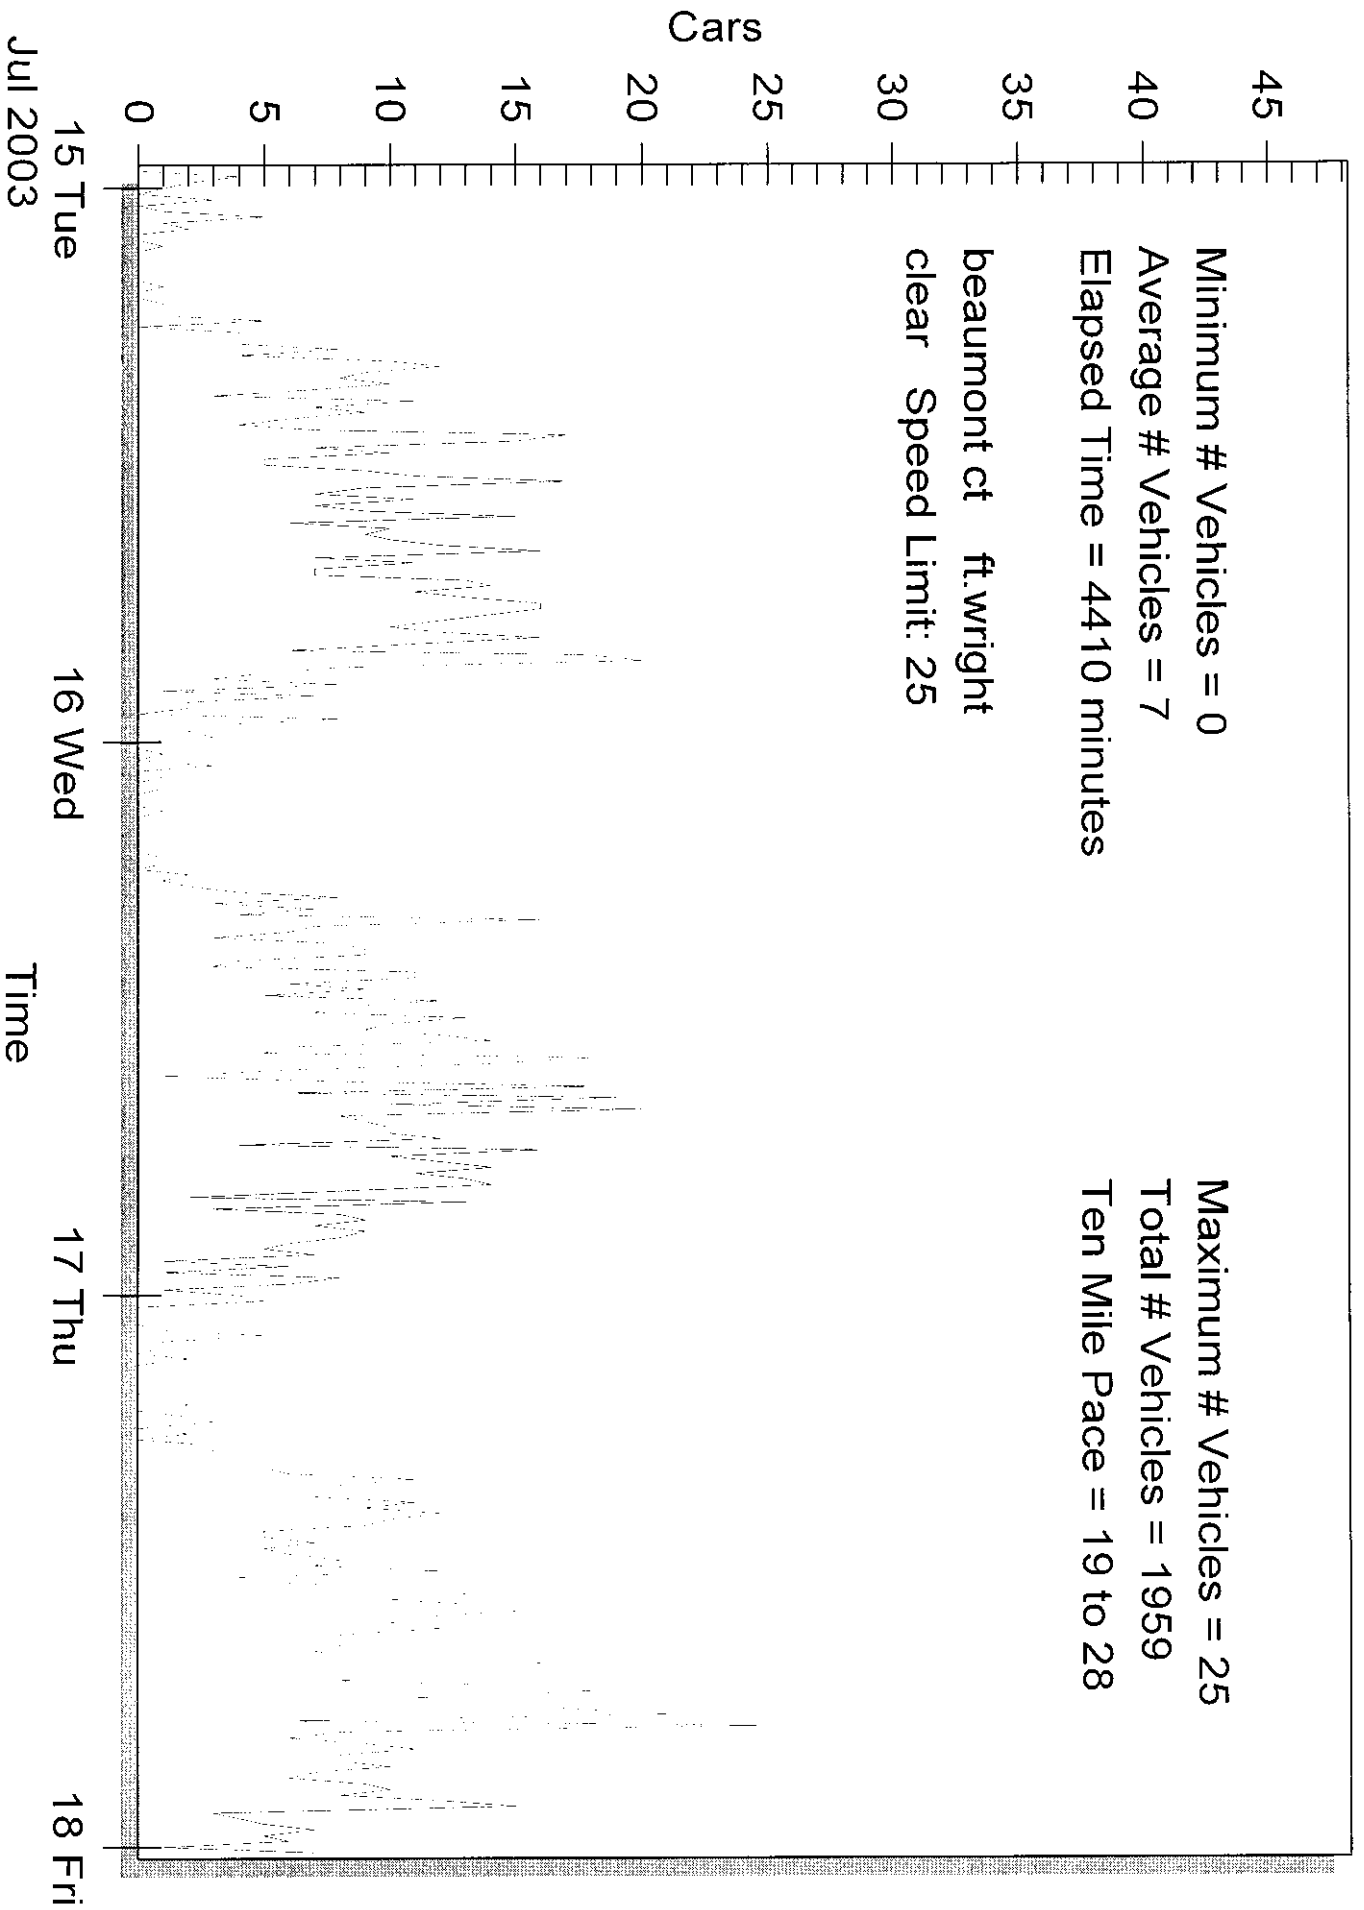 Minimum # Vehicles = 0
Average # Vehicles = 7
Elapsed Time = 4410 minutes
Maximum # Vehicles = 25
Total # Vehicles = 1959
Ten Mile Pace = 19 to 28
beaumont ct ft.wright
clear Speed Limit: 25
Cars
45
40
35
30
25
20
15
10
5
0
15 Tue
16 Wed
17 Thu
18 Fri
Jul 2003
Time